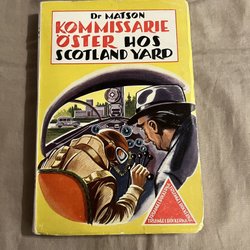 Dr MATSON
KOMMISSARIE
ÖSTER HOS
SCOTLAND YARD